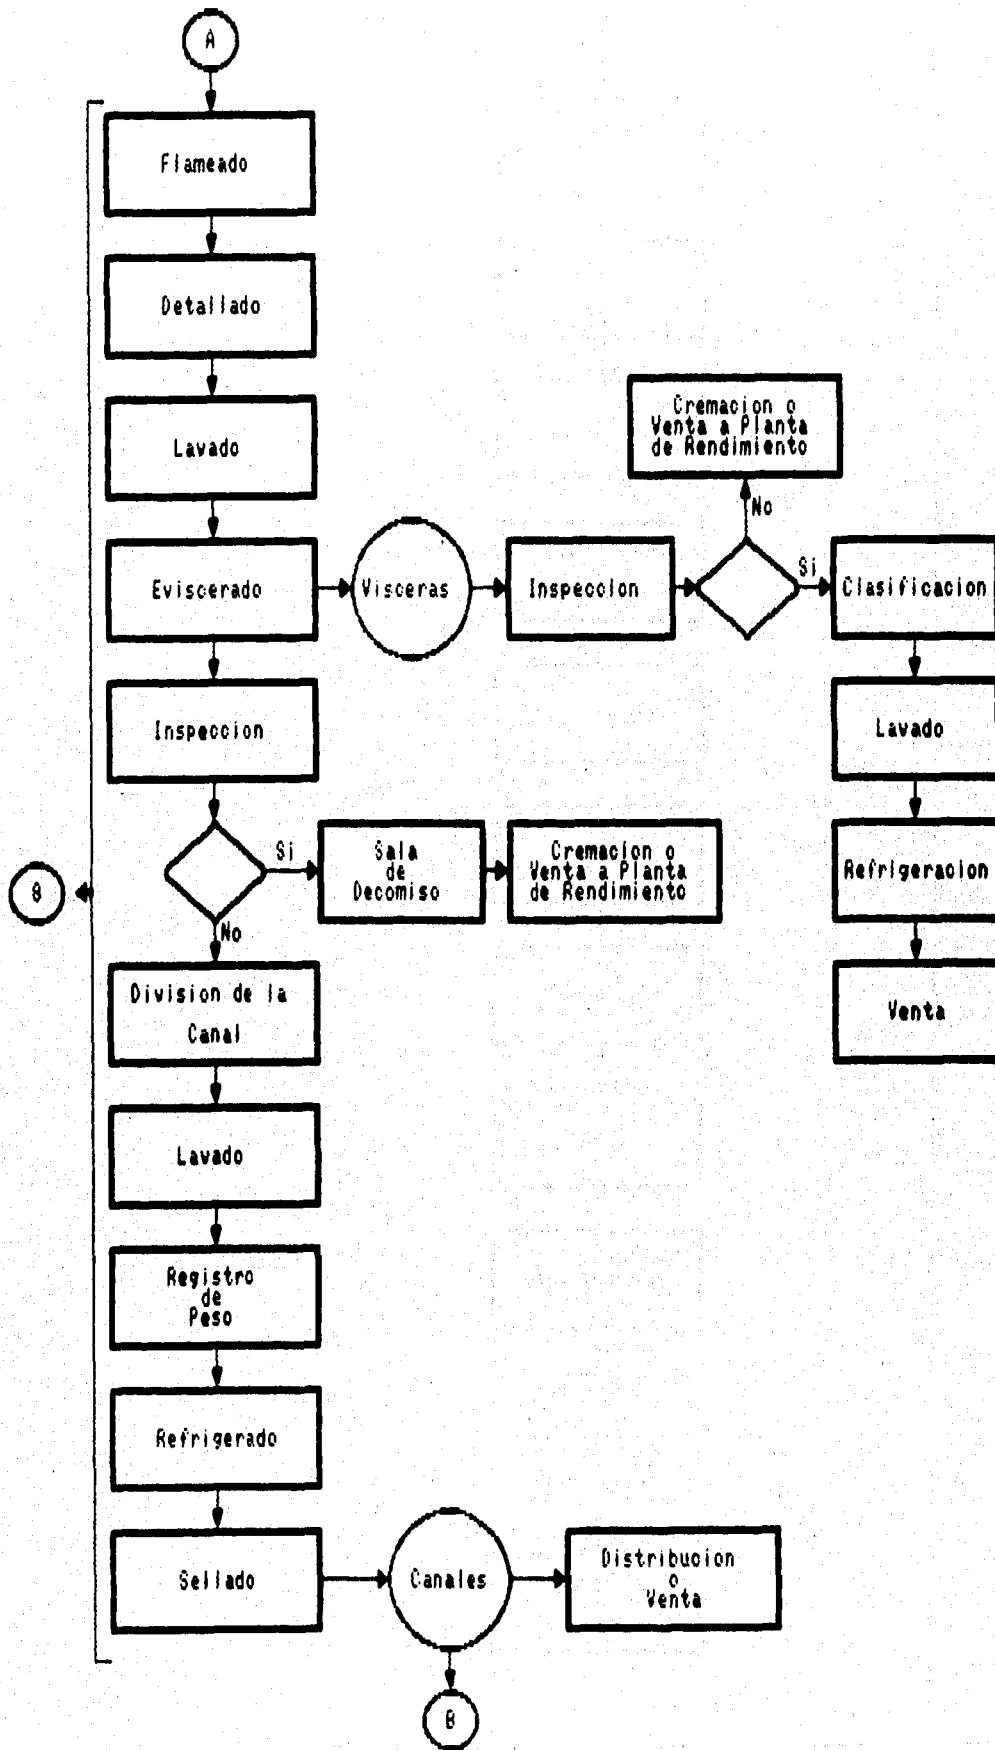 A
Flameado
Detallado
Lavado
Cremacion o
Venta a Planta
de Rendimiento
No
Eviscerado
Visceras
Inspeccion
Si
Clasificacion
Inspeccion
Lavado
Si
Sala
de
Decomiso
Cremacion o
Venta a Planta
de Rendimiento
Refrigeracion
B
No
Division de la
Canal
Venta
Lavado
Registro
de
Peso
Refrigerado
Sellado
Canales
Distribucion
o
Venta
B